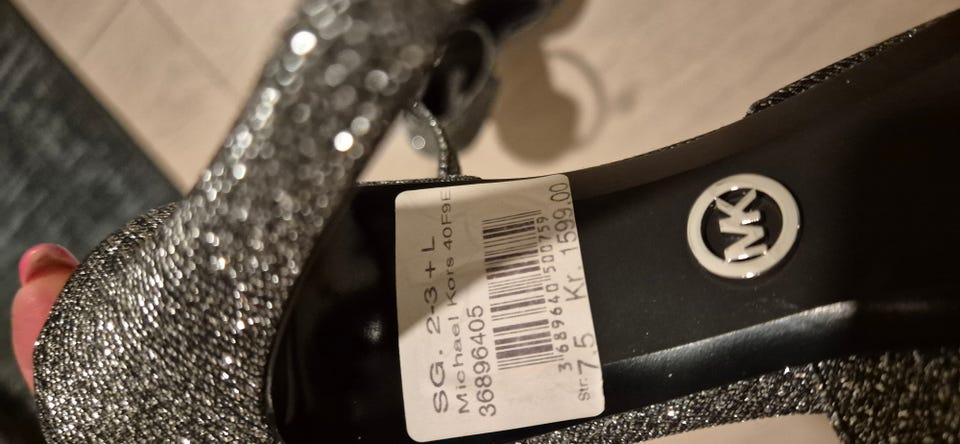 SG. 2-3+L
Michael Kors 40F9E
36896405
3 689640 500759
str. 7.5 Kr. 1599.00
MK